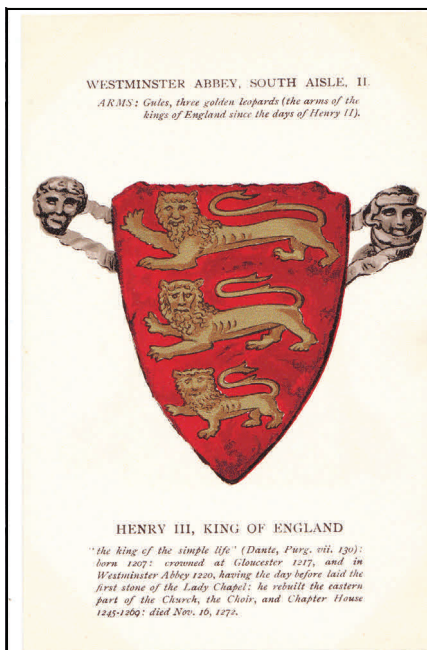 WESTMINSTER ABBEY, SOUTH AISLE, II.
ARMS: Gules, three golden leopards (the arms of the
kings of England since the days of Henry II).
HENRY III, KING OF ENGLAND
"the king of the simple life" (Dante, Purg. vii. 130):
born 1207: crowned at Gloucester 1217, and in
Westminster Abbey 1220, having the day before laid the
first stone of the Lady Chapel: he rebuilt the eastern
part of the Church, the Choir, and Chapter House
1245-1269: died Nov. 16, 1272.